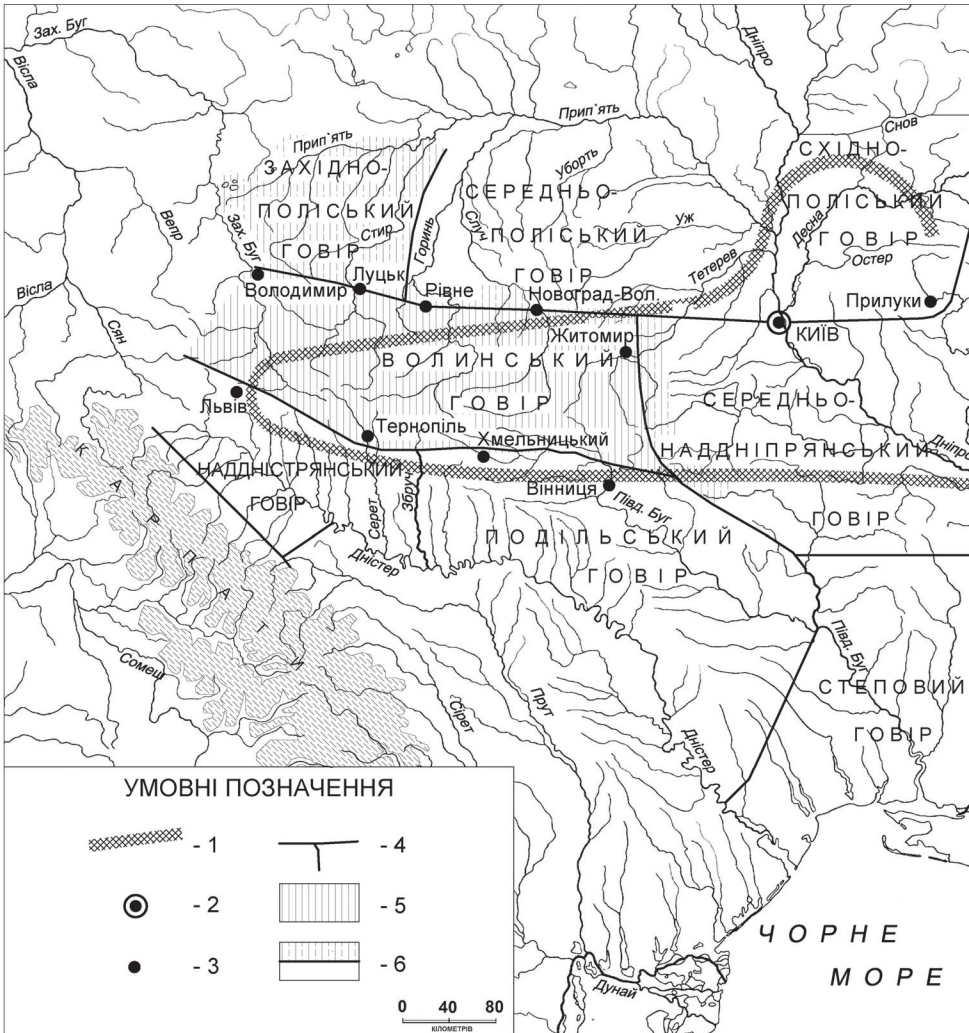 Зах. Буг
Дніпро
Вісла
Прип`ять
Прип`ять
Снов
СХІДНО-
ЗАХІДНО-
Уборть
СЕРЕДНЬО-
ПОЛІСЬКИЙ
Десна
Вепр
ПОЛІСЬКИЙ
Случ
Уж
Зах. Буг
Стир
Горинь
ПОЛІСЬКИЙ
ГОВІР
ГОВІР
Тетерев
Остер
Луцьк
ГОВІР
Володимир
Рівне
Новоград-Вол.
Прилуки
Вісла
КИЇВ
Сян
Житомир
ВОЛИНСЬКИЙ
Львів
ГОВІР
СЕРЕДНЬО-
Тернопіль
Хмельницький
НАДДНІПРЯНСЬКИЙ
Дніпро
НАДДНІСТРЯНСЬКИЙ
Вінниця
ГОВІР
Серет
Збруч
Півд. Буг
ГОВІР
ПОДІЛЬСЬКИЙ
Дністер
ГОВІР
КАРПАТИ
Півд. Буг
Сомеш
СТЕПОВИЙ
Прут
Сірет
ГОВІР
Дністер
УМОВНІ ПОЗНАЧЕННЯ
- 1
- 4
- 2
- 5
- 3
- 6
0 40 80
КІЛОМЕТРІВ
ЧОРНЕ
МОРЕ
Дунай